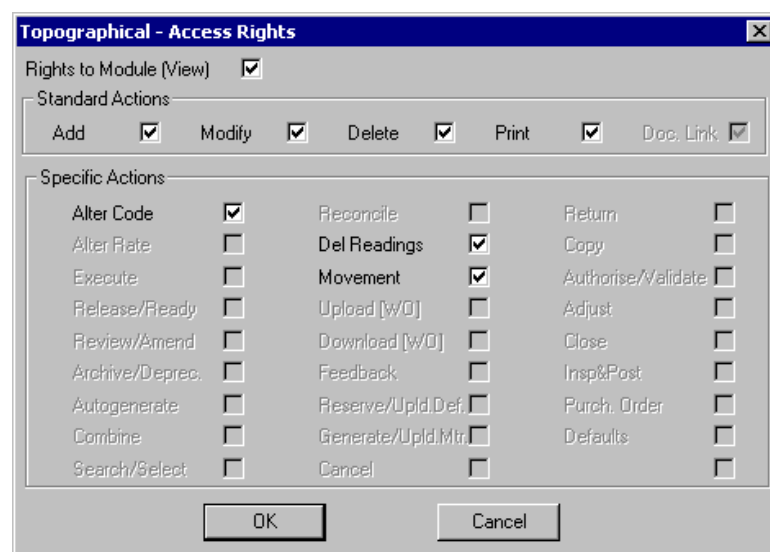 Topographical - Access Rights
Rights to Module (View)
Standard Actions
Add Modify Delete Print Doc. Link
Specific Actions
Alter Code Reconcile Return
Alter Rate Del Readings Copy
Execute Movement Authorise/Validate
Release/Ready Upload [WO] Adjust
Review/Amend Download [WO] Close
Archive/Deprec. Feedback Insp&Post
Autogenerate Reserve/Upld.Def. Purch. Order
Combine Generate/Upld.Mtr. Defaults
Search/Select Cancel
OK Cancel